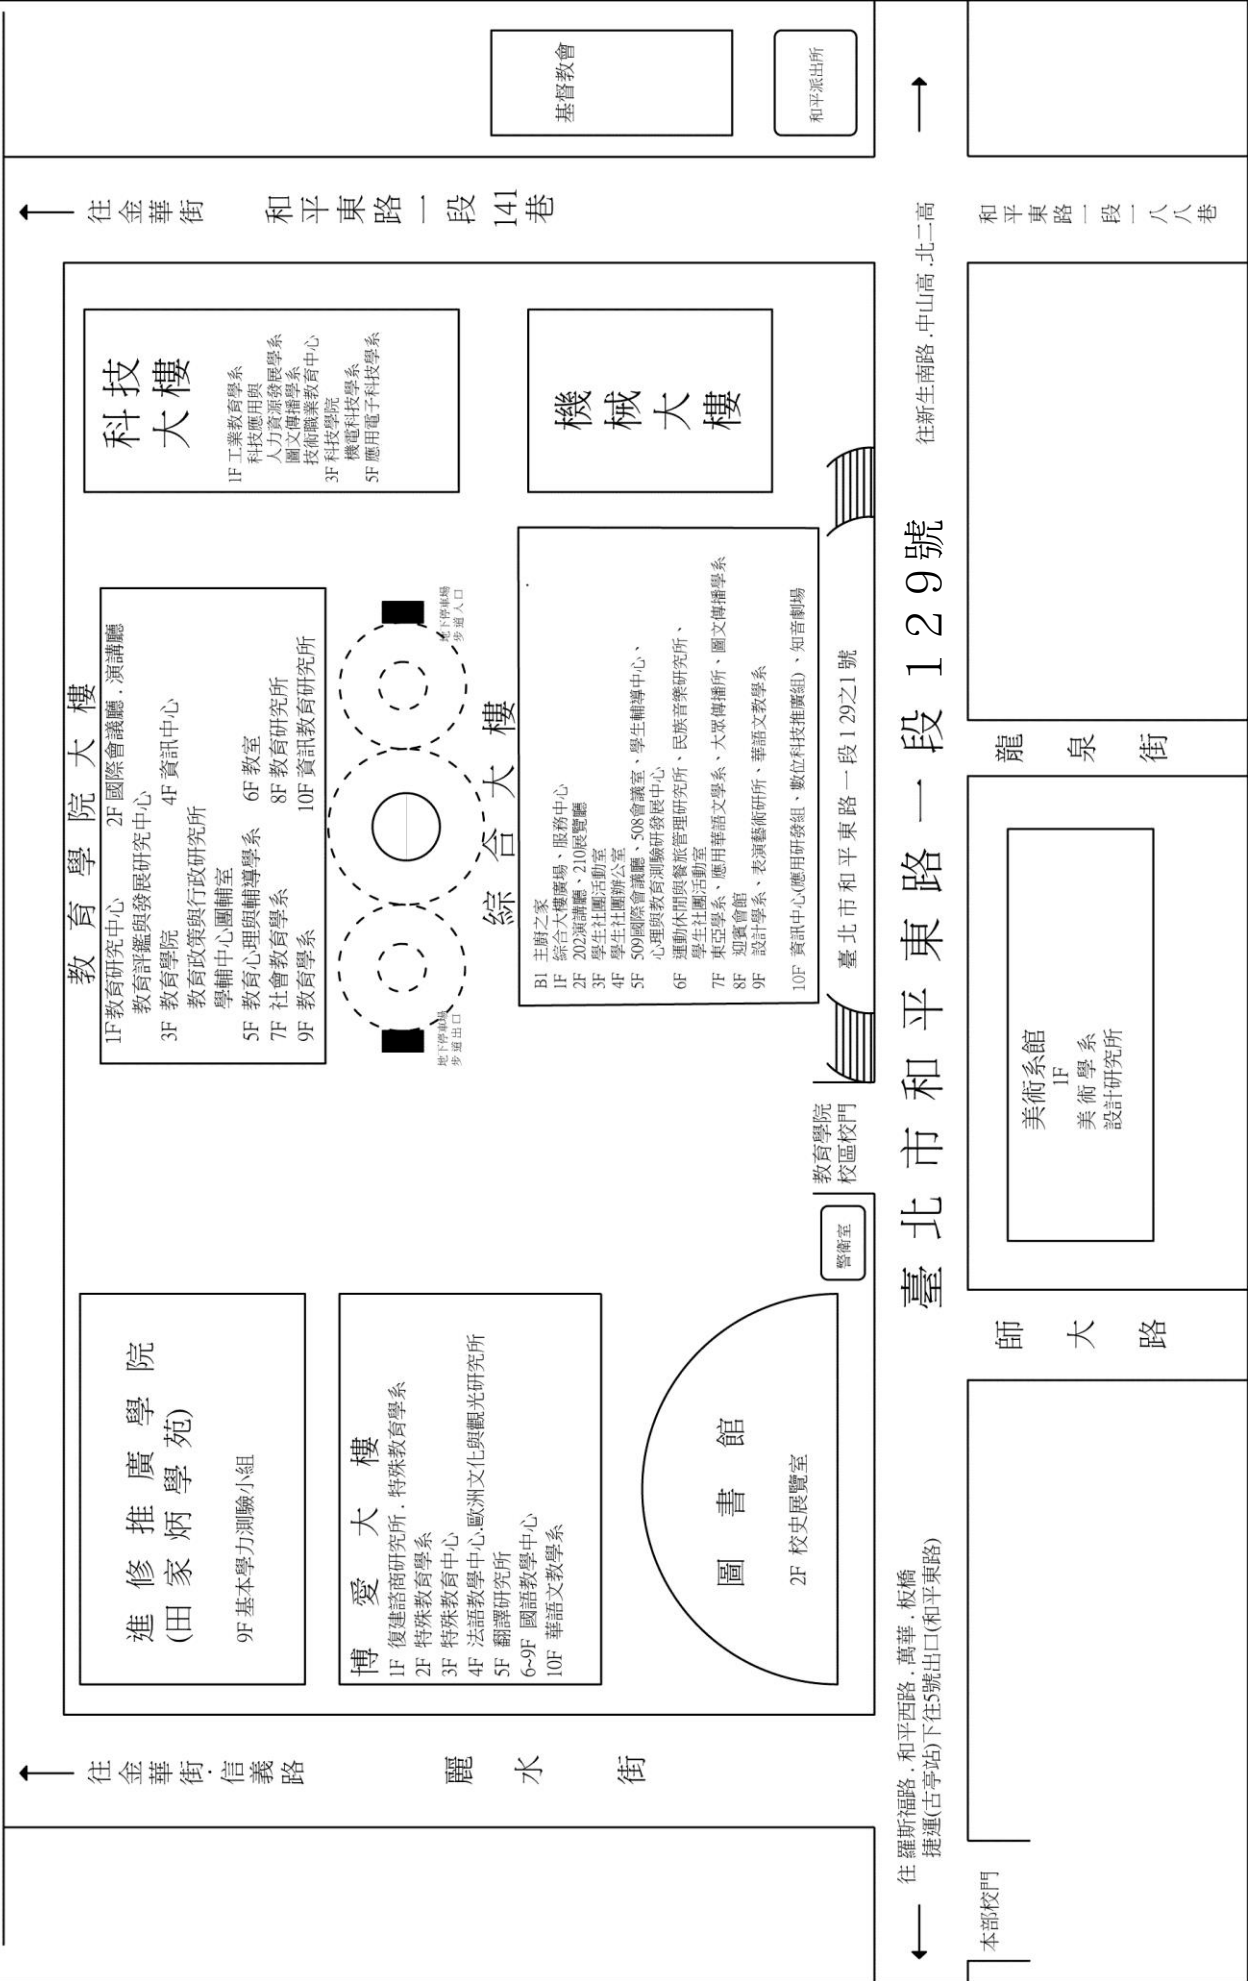 往金華街.信義路
麗水街
進修推廣學院
(田家炳學苑)
9F 基本學力測驗小組
博愛大樓
1F 復建諮商研究所．特殊教育學系
2F 特殊教育學系
3F 特殊教育中心
4F 法語教學中心.歐洲文化與觀光研究所
5F 翻譯研究所
6~9F 國語教學中心
10F 華語文教學系
圖書館
2F 校史展覽室
警衛室
教育學院
校區校門
教育學院大樓
1F教育研究中心 2F 國際會議廳．演講廳
教育評鑑與發展研究中心
3F 教育學院 4F 資訊中心
教育政策與行政研究所
學輔中心團輔室
5F 教育心理與輔導學系 6F 教室
7F 社會教育學系 8F 教育研究所
9F 教育學系 10F 資訊教育研究所
地下停車場
步道出口
地下停車場
步道入口
綜合大樓
B1 主廚之家
1F 綜合大樓廣場、服務中心
2F 202演講廳、210展覽廳
3F 學生社團活動室
4F 學生社團辦公室
5F 509國際會議廳、508會議室、學生輔導中心、
心理與教育測驗研發展中心
6F 運動休閒與餐旅管理研究所、民族音樂研究所、
學生社團活動室
7F 東亞學系、應用華語文學系、大眾傳播所、圖文傳播學系
8F 迎賓會館
9F 設計學系、表演藝術研所、華語文教學系
10F 資訊中心(應用研發組、數位科技推廣組)、知音劇場
臺北市和平東路一段129之1號
科技
大樓
1F 工業教育學系
科技應用與
人力資源發展學系
圖文傳播學系
技術職業教育中心
3F 科技學院
機電科技學系
5F 應用電子科技學系
機械大樓
往金華街
和平東路一段141巷
基督教會
和平派出所
往 羅斯福路．和平西路．萬華．板橋
捷運(古亭站)下往5號出口(和平東路)
臺北市和平東路一段129號
往新生南路.中山高.北二高
本部校門
師大路
美術系館
1F
美術學系
設計研究所
龍泉街
和平東路一段一八八巷